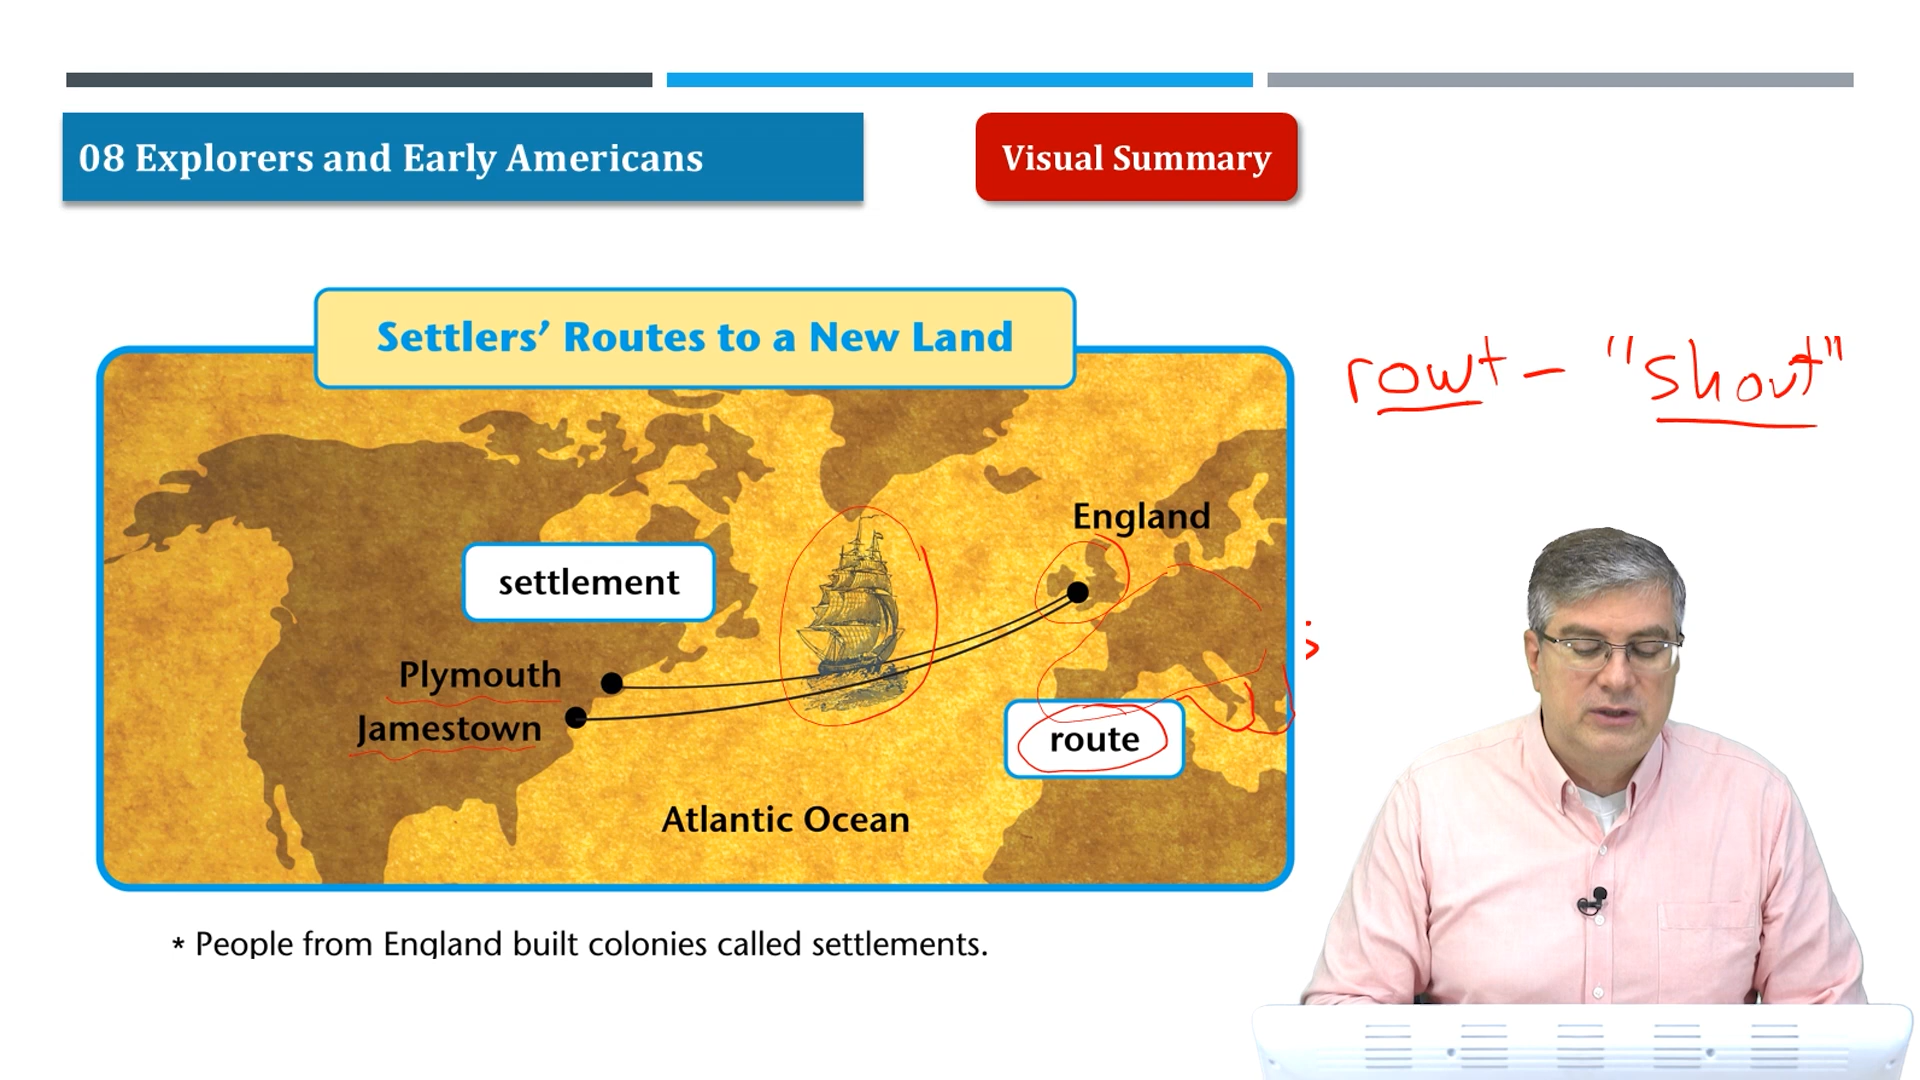 08 Explorers and Early Americans
Visual Summary
Settlers' Routes to a New Land
rowt - "shout"
England
settlement
Plymouth
Jamestown
route
Atlantic Ocean
* People from England built colonies called settlements.